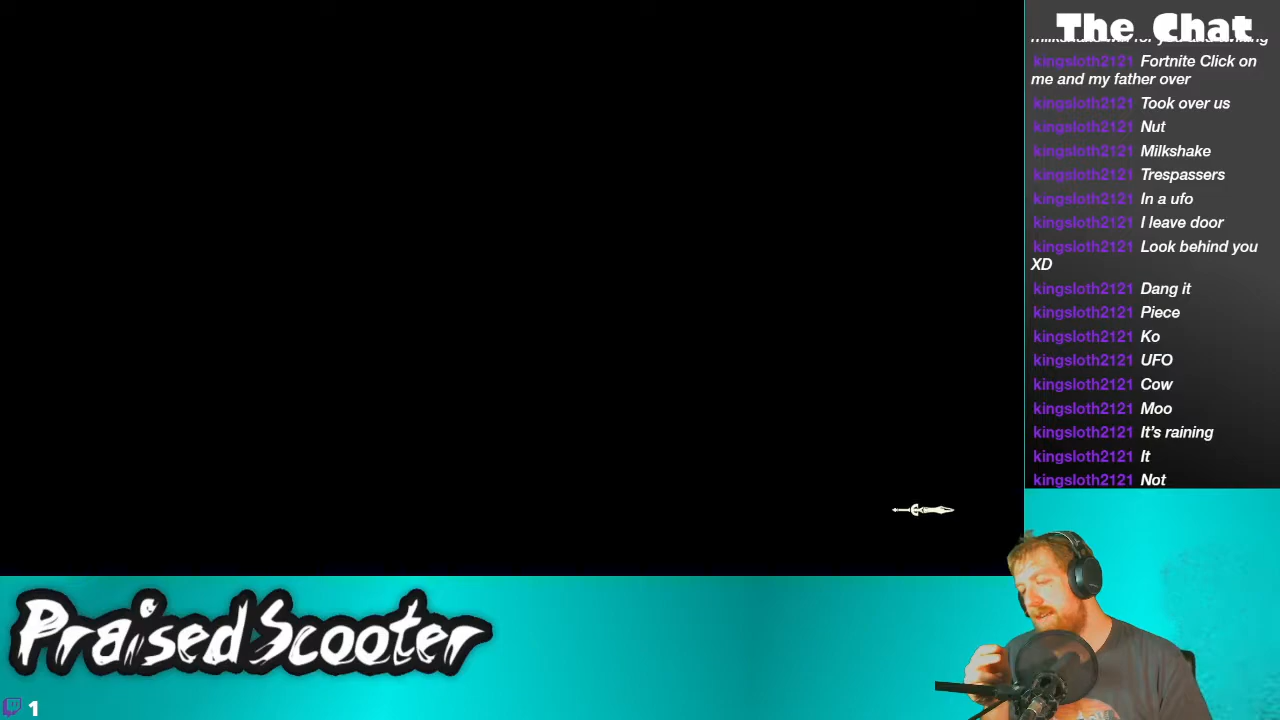 The Chat
kingsloth2121 Fortnite Click on
me and my father over
kingsloth2121 Took over us
kingsloth2121 Nut
kingsloth2121 Milkshake
kingsloth2121 Trespassers
kingsloth2121 In a ufo
kingsloth2121 I leave door
kingsloth2121 Look behind you
XD
kingsloth2121 Dang it
kingsloth2121 Piece
kingsloth2121 Ko
kingsloth2121 UFO
kingsloth2121 Cow
kingsloth2121 Moo
kingsloth2121 It’s raining
kingsloth2121 It
kingsloth2121 Not
PraisedScooter
1